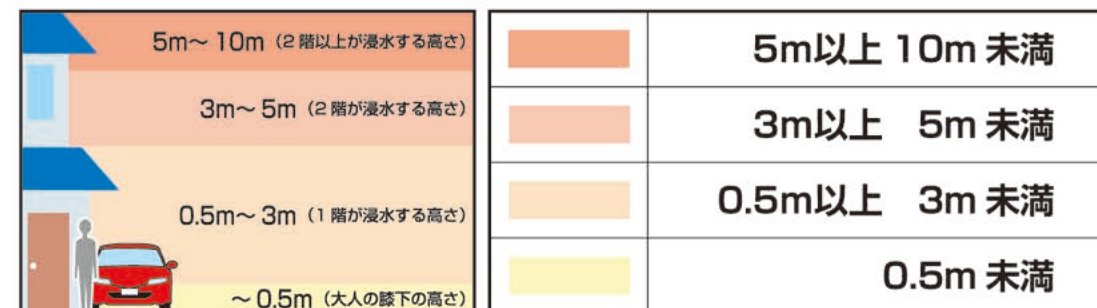 5m～10m（2階以上が浸水する高さ）
3m～5m（2階が浸水する高さ）
0.5m～3m（1階が浸水する高さ）
～0.5m（大人の膝下の高さ）
5m以上 10m 未満
3m以上 5m 未満
0.5m以上 3m 未満
0.5m 未満